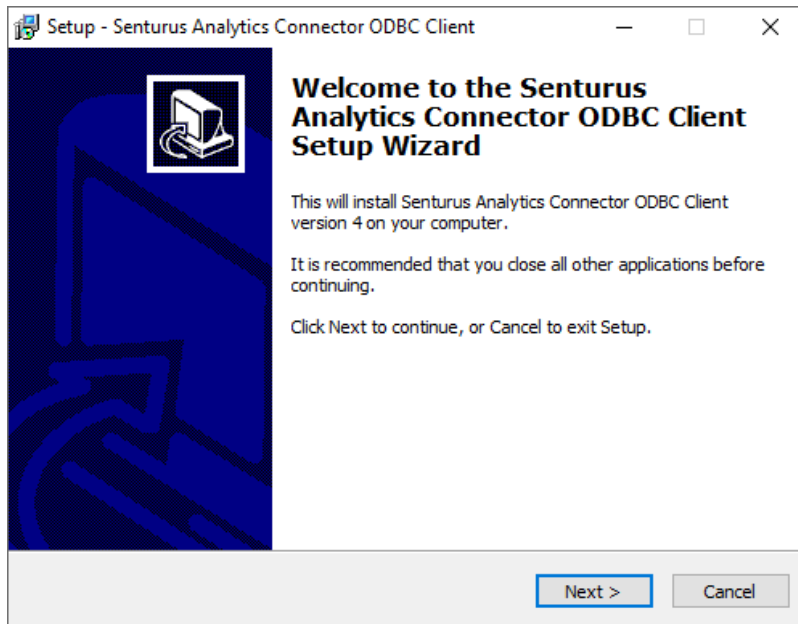 Setup - Senturus Analytics Connector ODBC Client
Welcome to the Senturus
Analytics Connector ODBC Client
Setup Wizard
This will install Senturus Analytics Connector ODBC Client
version 4 on your computer.
It is recommended that you close all other applications before
continuing.
Click Next to continue, or Cancel to exit Setup.
Next >
Cancel